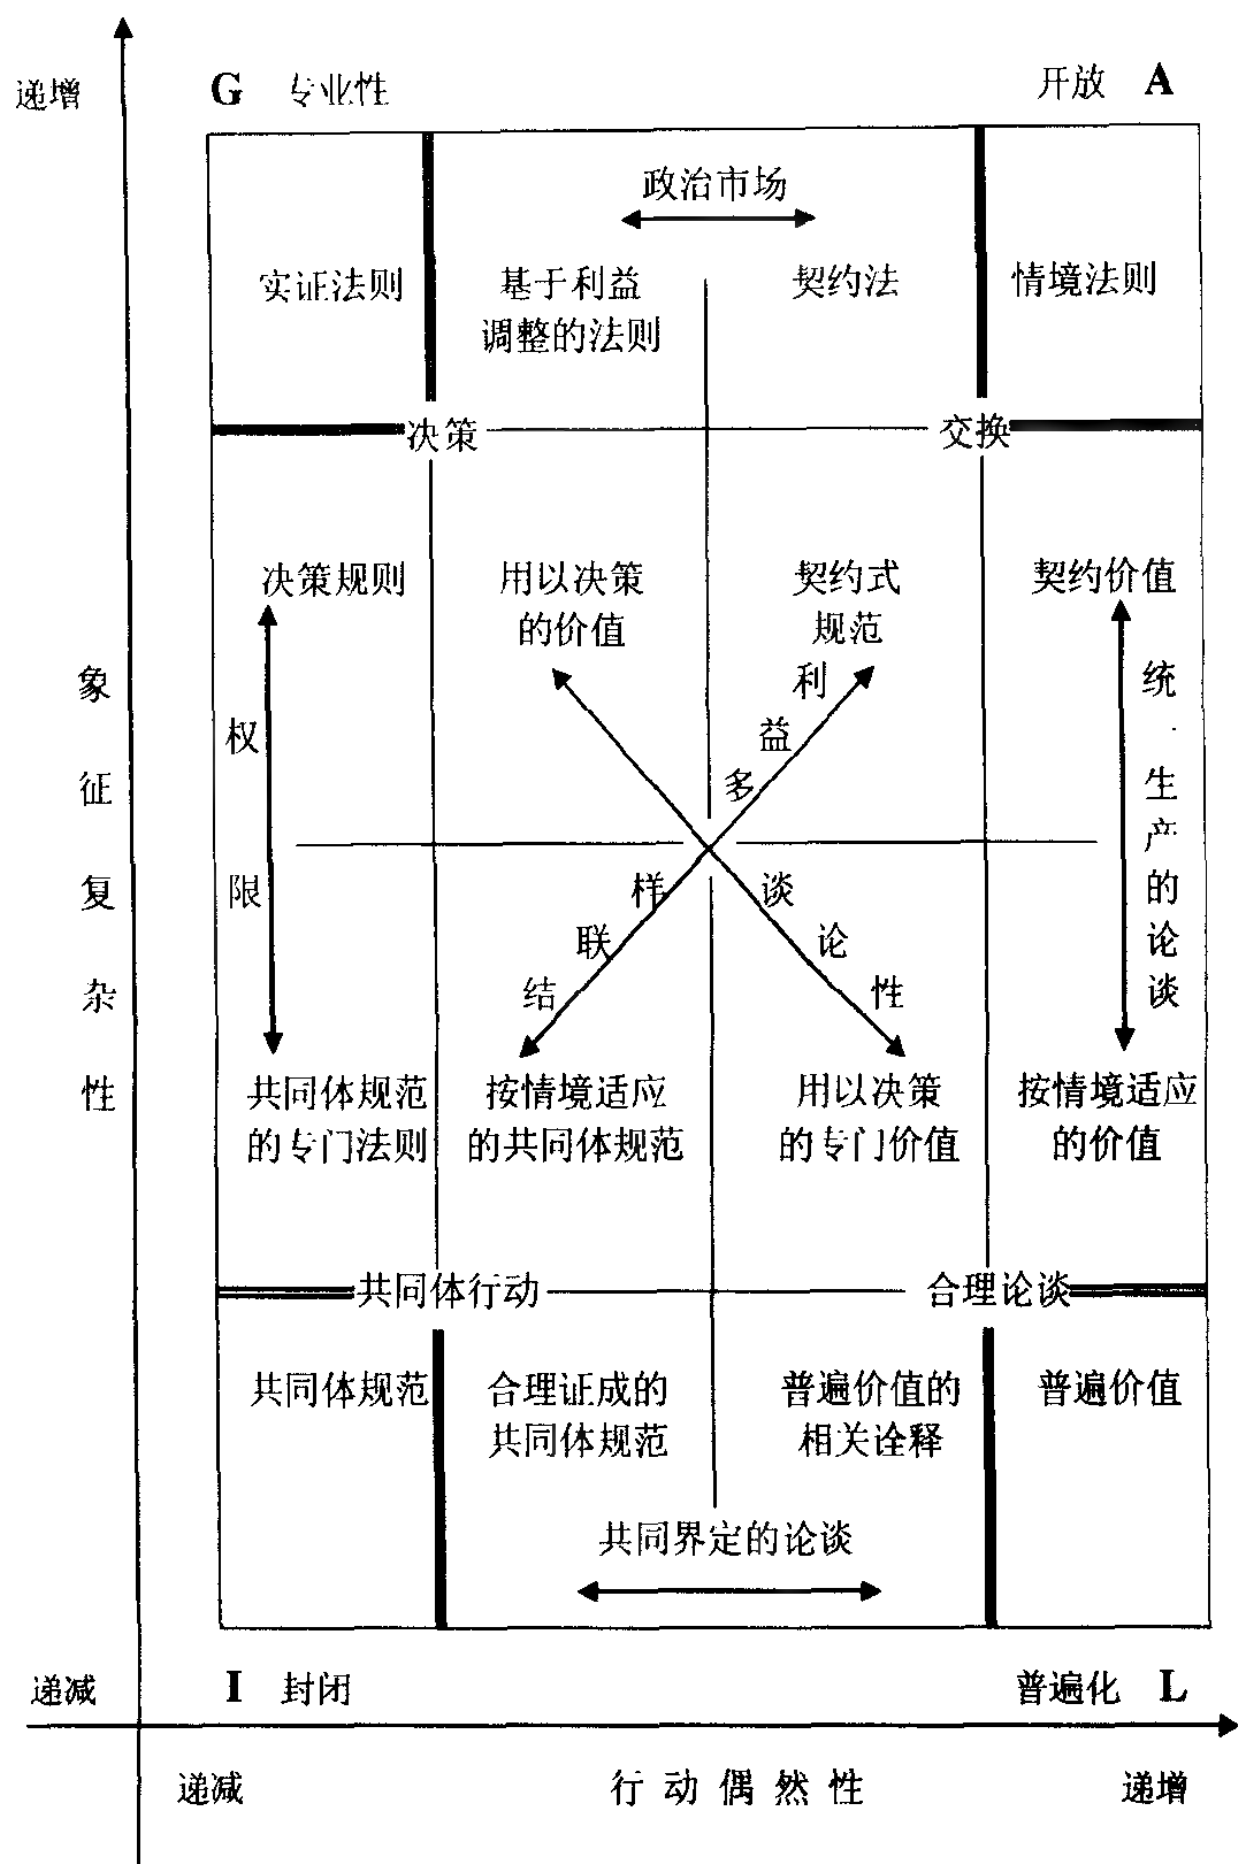 递增
G 专业性
开放 A
政治市场
实证法则
基于利益
调整的法则
契约法
情境法则
决策
交换
决策规则
用以决策
的价值
契约式
规范
契约价值
象征复杂性
权限
利益多样联结
谈论性
统一生产的论谈
共同体规范
的专门法则
按情境适应
的共同体规范
用以决策
的专门价值
按情境适应
的价值
共同体行动
合理论谈
共同体规范
合理证成的
共同体规范
普遍价值的
相关诠释
普遍价值
共同界定的论谈
递减
I 封闭
普遍化 L
递减
行动偶然性
递增